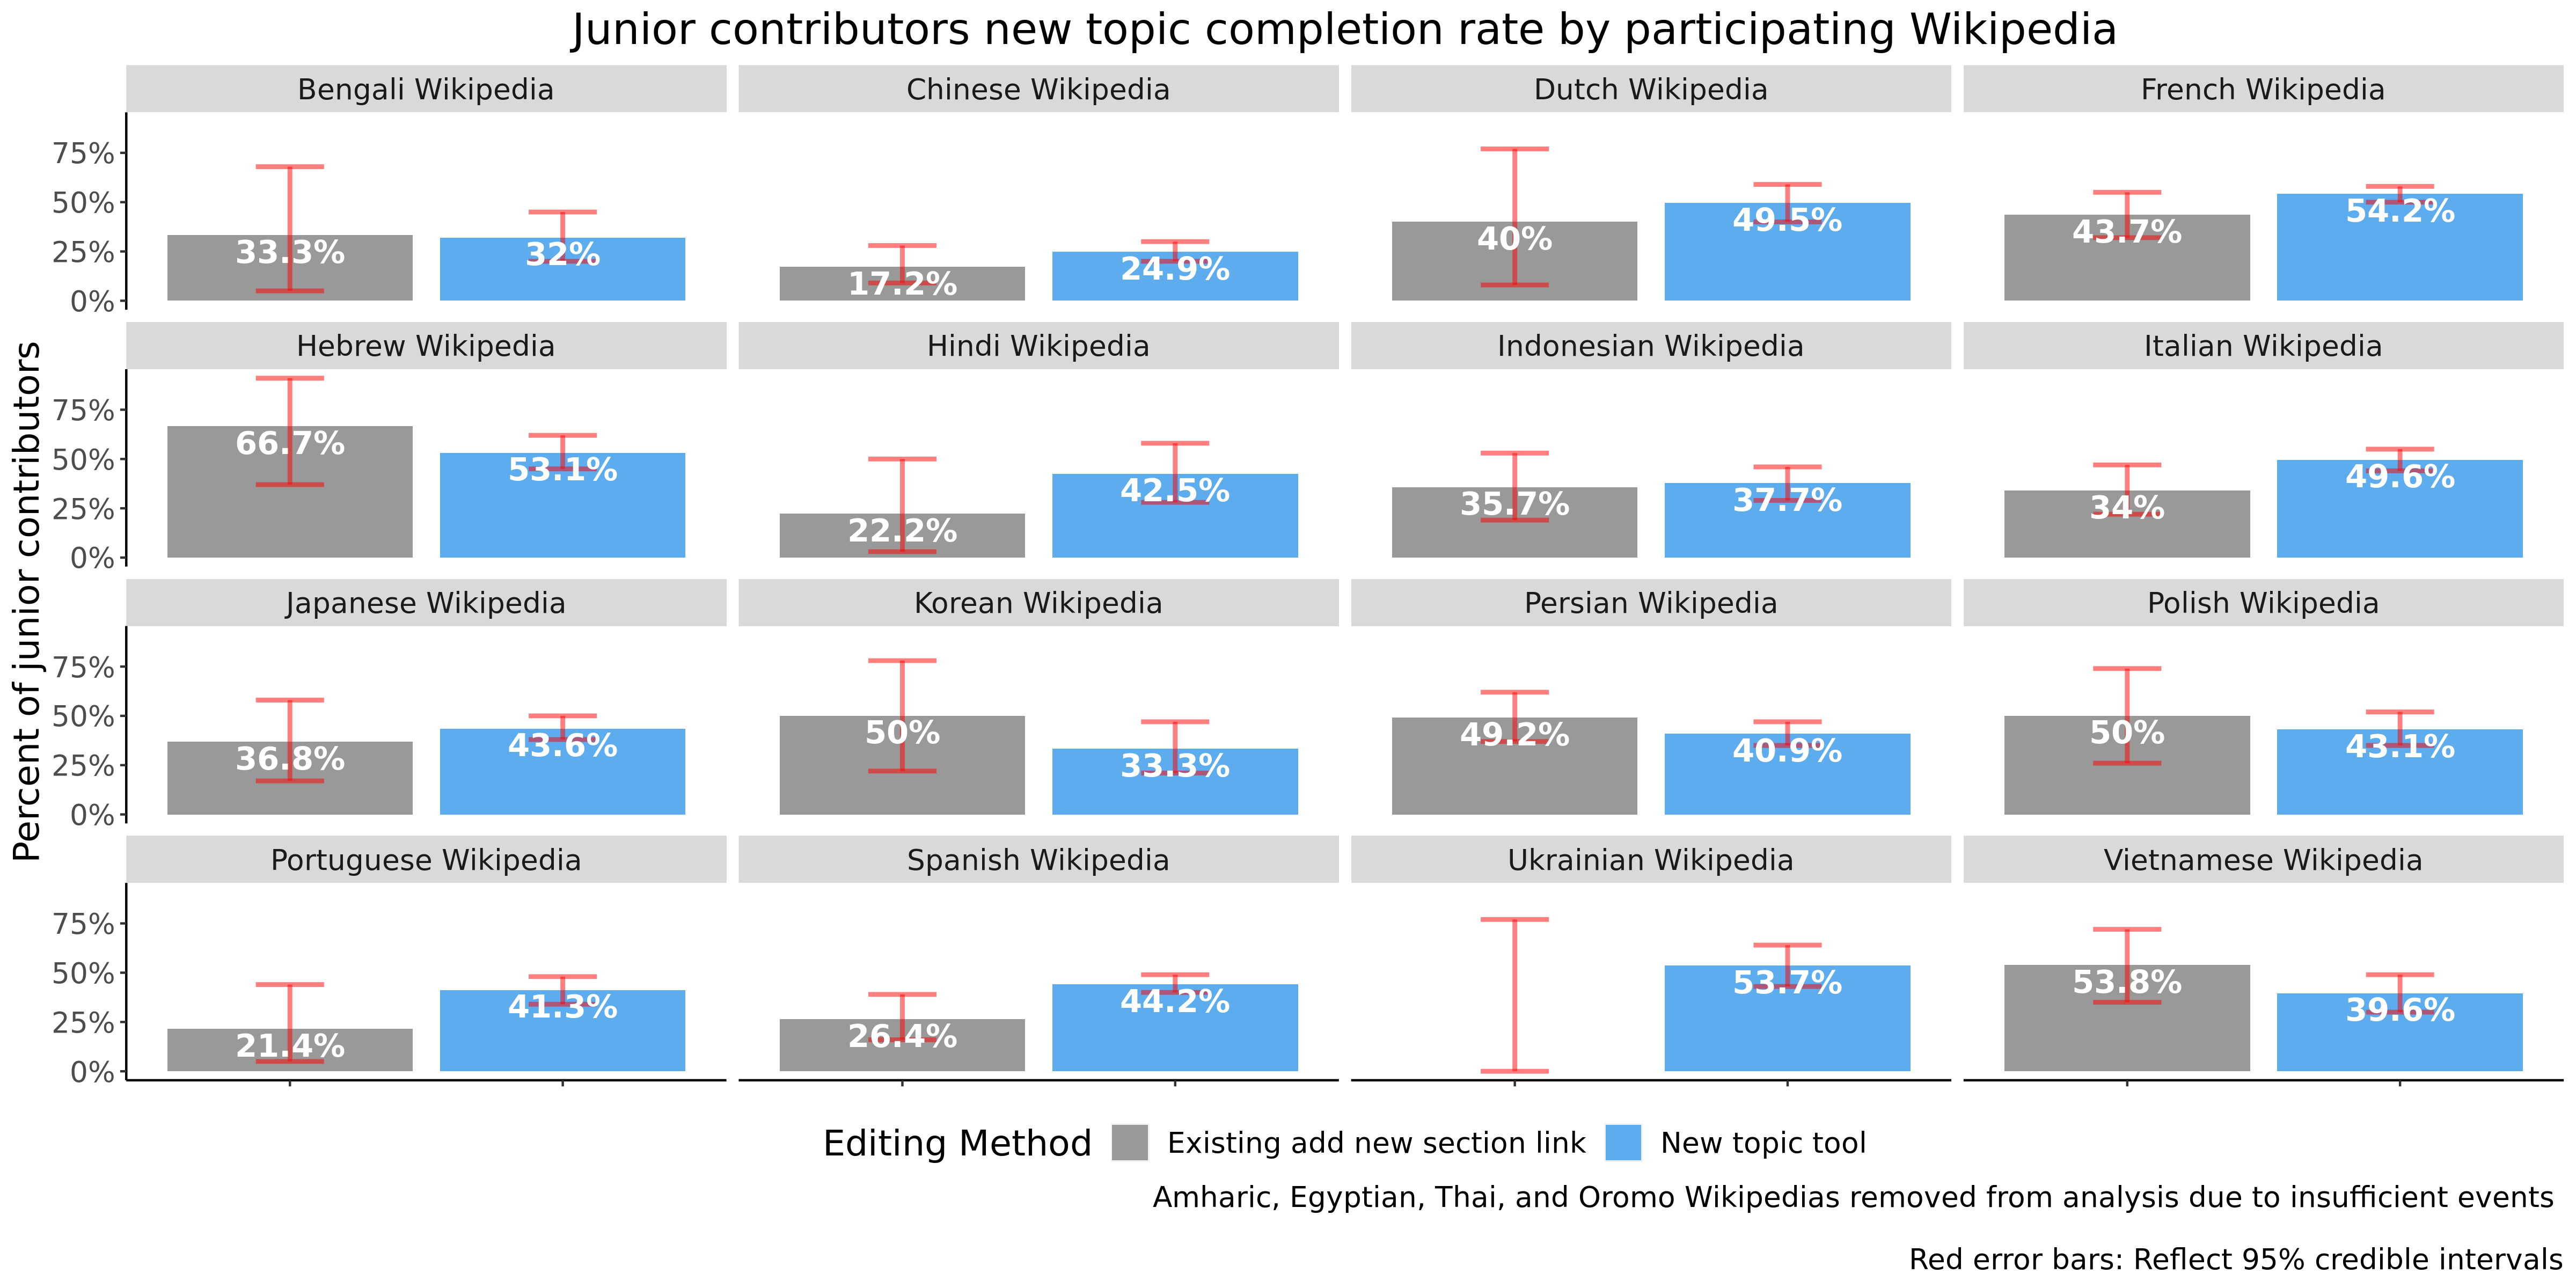 Junior contributors new topic completion rate by participating Wikipedia
Percent of junior contributors
Bengali Wikipedia
Chinese Wikipedia
Dutch Wikipedia
French Wikipedia
75%
50%
25%
0%
33.3%
32%
17.2%
24.9%
40%
49.5%
43.7%
54.2%
Hebrew Wikipedia
Hindi Wikipedia
Indonesian Wikipedia
Italian Wikipedia
75%
50%
25%
0%
66.7%
53.1%
22.2%
42.5%
35.7%
37.7%
34%
49.6%
Japanese Wikipedia
Korean Wikipedia
Persian Wikipedia
Polish Wikipedia
75%
50%
25%
0%
36.8%
43.6%
50%
33.3%
49.2%
40.9%
50%
43.1%
Portuguese Wikipedia
Spanish Wikipedia
Ukrainian Wikipedia
Vietnamese Wikipedia
75%
50%
25%
0%
21.4%
41.3%
26.4%
44.2%
53.7%
53.8%
39.6%
Editing Method
Existing add new section link
New topic tool
Amharic, Egyptian, Thai, and Oromo Wikipedias removed from analysis due to insufficient events
Red error bars: Reflect 95% credible intervals